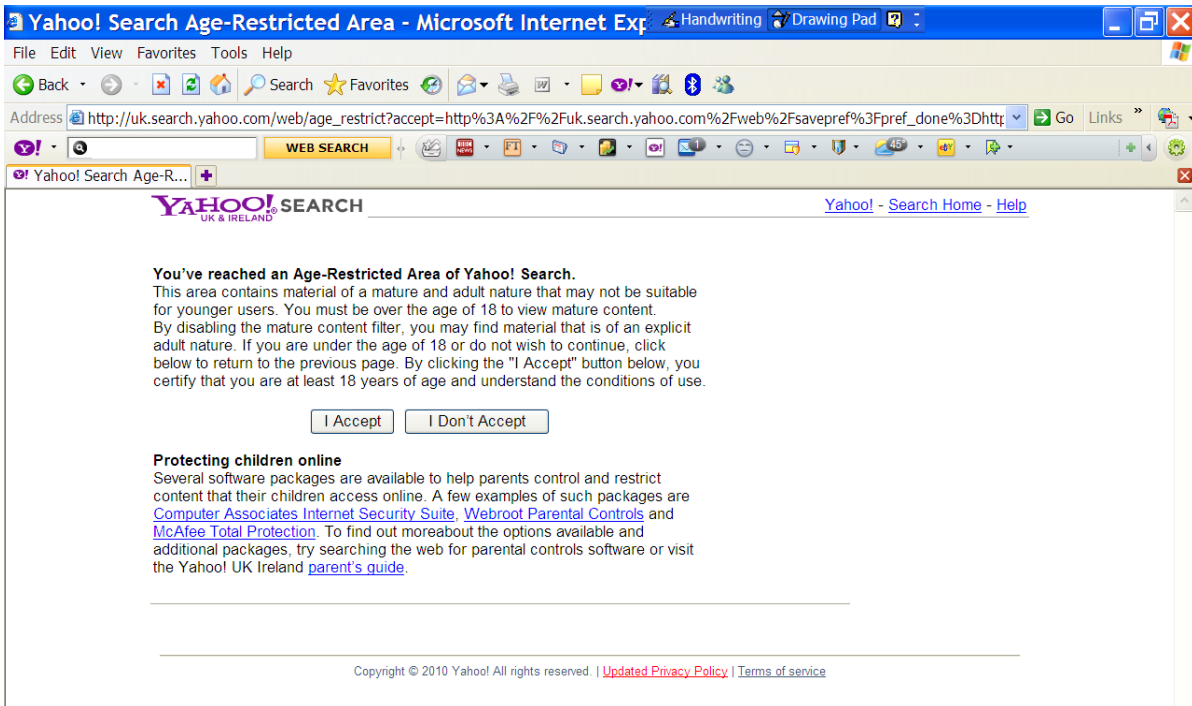 Yahoo! Search Age-Restricted Area - Microsoft Internet Exp
Handwriting Drawing Pad
File Edit View Favorites Tools Help
Back Search Favorites
Address http://uk.search.yahoo.com/web/age_restrict?accept=http%3A%2F%2Fuk.search.yahoo.com%2Fweb%2Fsavepref%3Fpref_done%3Dhttp Go Links »
WEB SEARCH
Yahoo! Search Age-R...
YAHOO! SEARCH Yahoo! - Search Home - Help
UK & IRELAND
You've reached an Age-Restricted Area of Yahoo! Search.
This area contains material of a mature and adult nature that may not be suitable
for younger users. You must be over the age of 18 to view mature content.
By disabling the mature content filter, you may find material that is of an explicit
adult nature. If you are under the age of 18 or do not wish to continue, click
below to return to the previous page. By clicking the "I Accept" button below, you
certify that you are at least 18 years of age and understand the conditions of use.
I Accept I Don't Accept
Protecting children online
Several software packages are available to help parents control and restrict
content that their children access online. A few examples of such packages are
Computer Associates Internet Security Suite, Webroot Parental Controls and
McAfee Total Protection. To find out moreabout the options available and
additional packages, try searching the web for parental controls software or visit
the Yahoo! UK Ireland parent's guide.
Copyright © 2010 Yahoo! All rights reserved. | Updated Privacy Policy | Terms of service